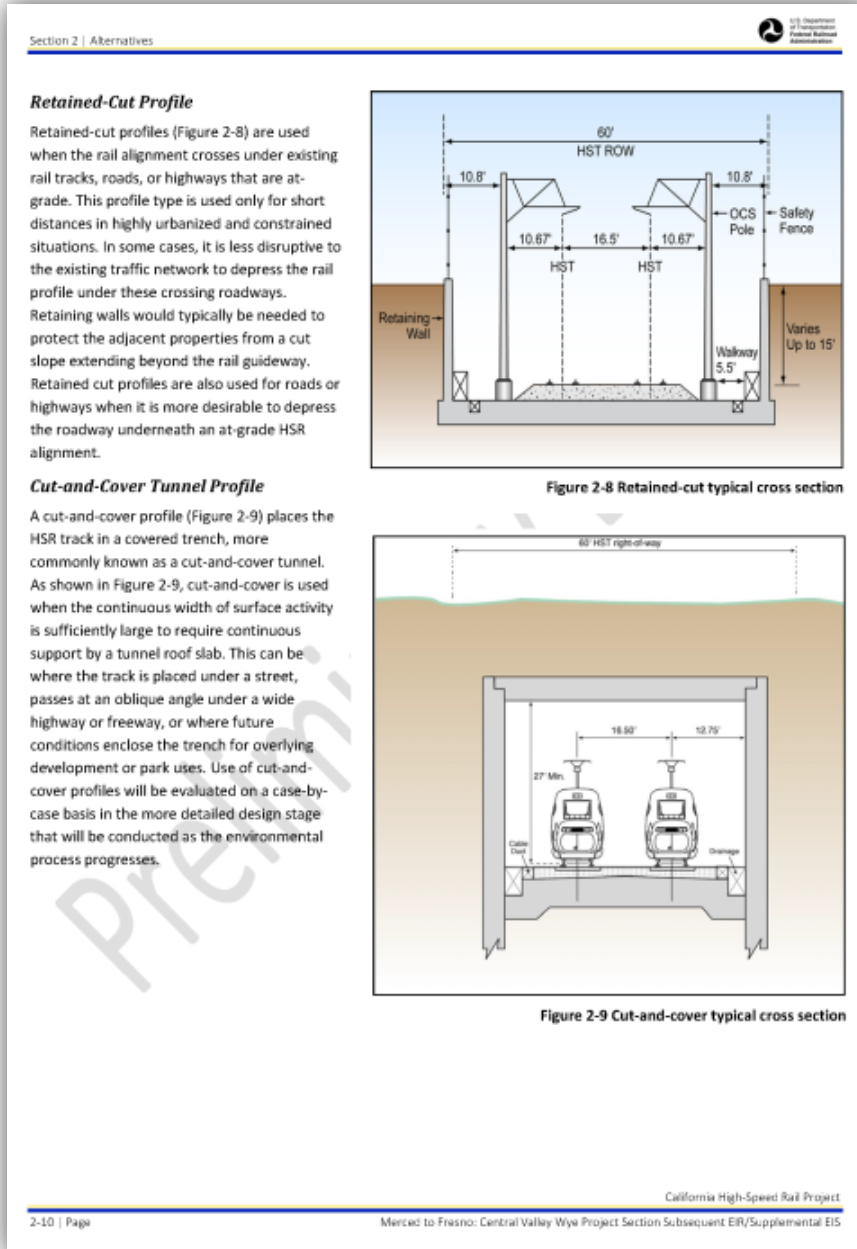 Section 2 | Alternatives
U.S. Department
of Transportation
Federal Railroad
Administration
Retained-Cut Profile
Retained-cut profiles (Figure 2-8) are used
when the rail alignment crosses under existing
rail tracks, roads, or highways that are at-
grade. This profile type is used only for short
distances in highly urbanized and constrained
situations. In some cases, it is less disruptive to
the existing traffic network to depress the rail
profile under these crossing roadways.
Retaining walls would typically be needed to
protect the adjacent properties from a cut
slope extending beyond the rail guideway.
Retained cut profiles are also used for roads or
highways when it is more desirable to depress
the roadway underneath an at-grade HSR
alignment.
60'
HST ROW
10.8'
10.8'
OCS
Pole
Safety
Fence
10.67'
16.5'
10.67'
HST
HST
Retaining
Wall
Varies
Up to 15'
Walkway
5.5'
Figure 2-8 Retained-cut typical cross section
Cut-and-Cover Tunnel Profile
A cut-and-cover profile (Figure 2-9) places the
HSR track in a covered trench, more
commonly known as a cut-and-cover tunnel.
As shown in Figure 2-9, cut-and-cover is used
when the continuous width of surface activity
is sufficiently large to require continuous
support by a tunnel roof slab. This can be
where the track is placed under a street,
passes at an oblique angle under a wide
highway or freeway, or where future
conditions enclose the trench for overlying
development or park uses. Use of cut-and-
cover profiles will be evaluated on a case-by-
case basis in the more detailed design stage
that will be conducted as the environmental
process progresses.
60' HST right-of-way
16.50'
12.75'
27' Min.
Cable
Duct
Drainage
Figure 2-9 Cut-and-cover typical cross section
Prelimi
California High-Speed Rail Project
2-10 | Page
Merced to Fresno: Central Valley Wye Project Section Subsequent EIR/Supplemental EIS